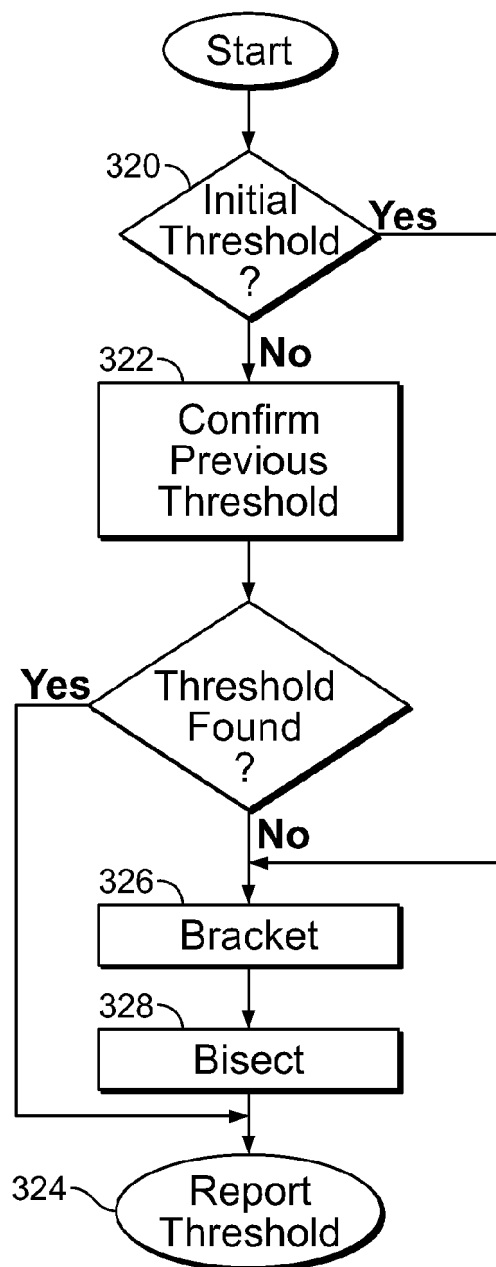 Start
320
Initial
Threshold
?
Yes
No
322
Confirm
Previous
Threshold
Yes
Threshold
Found
?
No
326
Bracket
328
Bisect
324
Report
Threshold